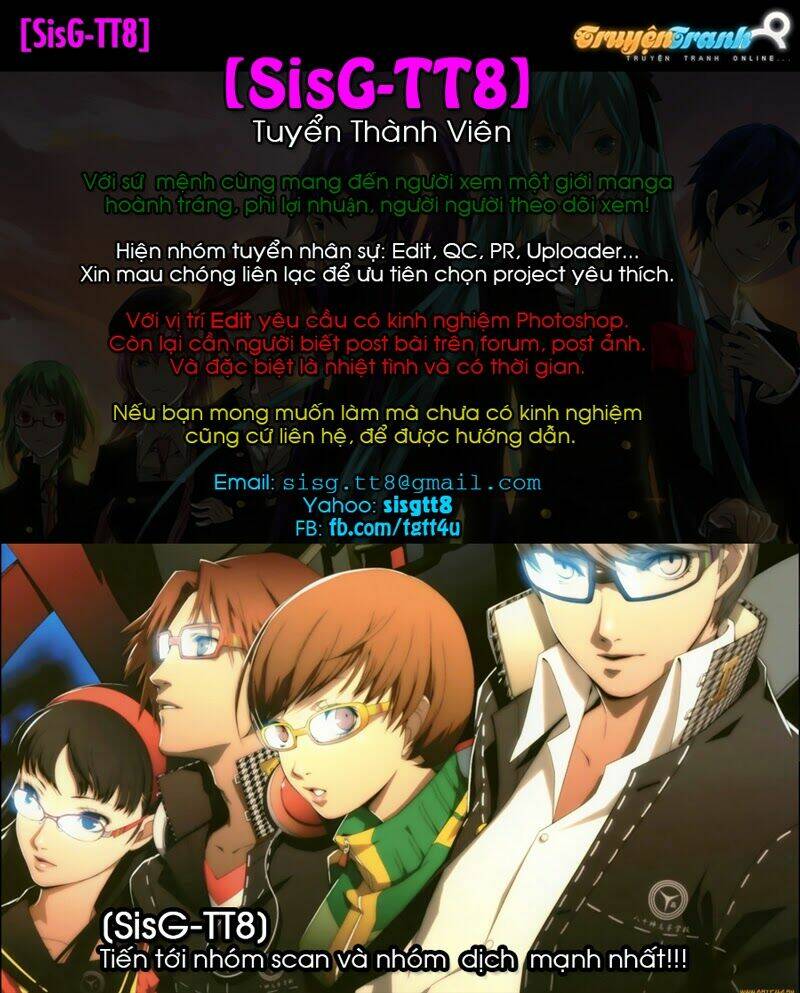 [SisG-TT8]
TruyệnTranh
TRUYỆN TRANH ONLINE...
[SisG-TT8]
Tuyển Thành Viên
Với sứ mệnh cùng mang đến người xem một giới manga
hoành tráng, phi lợi nhuận, người người theo dõi xem!
Hiện nhóm tuyển nhân sự: Edit, QC, PR, Uploader...
Xin mau chóng liên lạc để ưu tiên chọn project yêu thích.
Với vị trí Edit yêu cầu có kinh nghiệm Photoshop.
Còn lại cần người biết post bài trên forum, post ảnh.
Và đặc biệt là nhiệt tình và có thời gian.
Nếu bạn mong muốn làm mà chưa có kinh nghiệm
cũng cứ liên hệ, để được hướng dẫn.
Email: sisg.tt8@gmail.com
Yahoo: sisgtt8
FB: fb.com/tgtt4u
(SisG-TT8)
Tiến tới nhóm scan và nhóm dịch mạnh nhất!!!